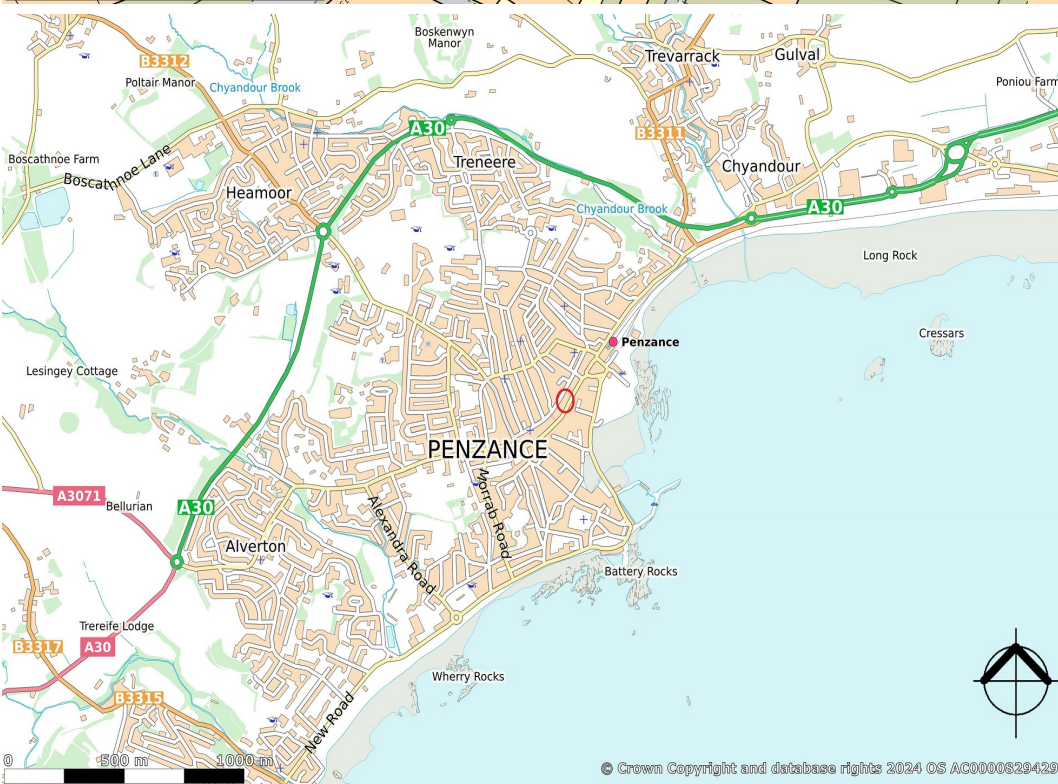 Boskenwyn
Manor
Trevarrack
Gulval
B3312
Poltair Manor
Chyandour Brook
Poniou Farm
A30
B3311
Boscathnoe Farm
Boscathnoe Lane
Treneere
Chyandour
Heamoor
Chyandour Brook
A30
Long Rock
Cressars
Penzance
Lesingey Cottage
PENZANCE
A3071
Bellurian
A30
Morrab Road
Alexandra Road
Alverton
Battery Rocks
Trereife Lodge
B3317
A30
Wherry Rocks
B3315
New Road
0 500 m 1000 m
© Crown Copyright and database rights 2024 OS AC0000829429